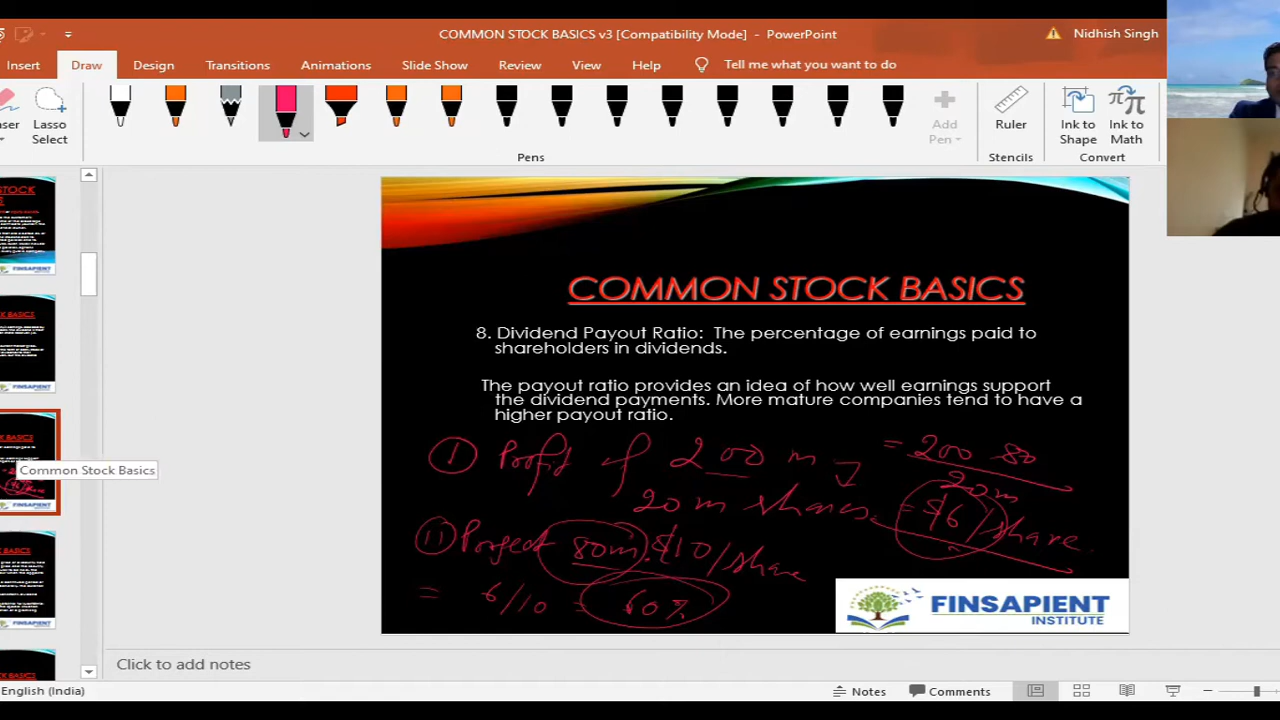 COMMON STOCK BASICS v3 [Compatibility Mode] - PowerPoint
Nidhish Singh
Insert Draw Design Transitions Animations Slide Show Review View Help Tell me what you want to do
Lasso Select
Add Pen
Ruler
Ink to Shape
Ink to Math
Pens
Stencils
Convert
COMMON STOCK BASICS
8. Dividend Payout Ratio: The percentage of earnings paid to
shareholders in dividends.
The payout ratio provides an idea of how well earnings support
the dividend payments. More mature companies tend to have a
higher payout ratio.
① Profit of 200 m
= 200 - 80
20m
20 m shares
= $6/share
Project 80m $10/share
= 6/10 = 60%
FINSAPIENT
INSTITUTE
Common Stock Basics
Click to add notes
English (India)
Notes
Comments